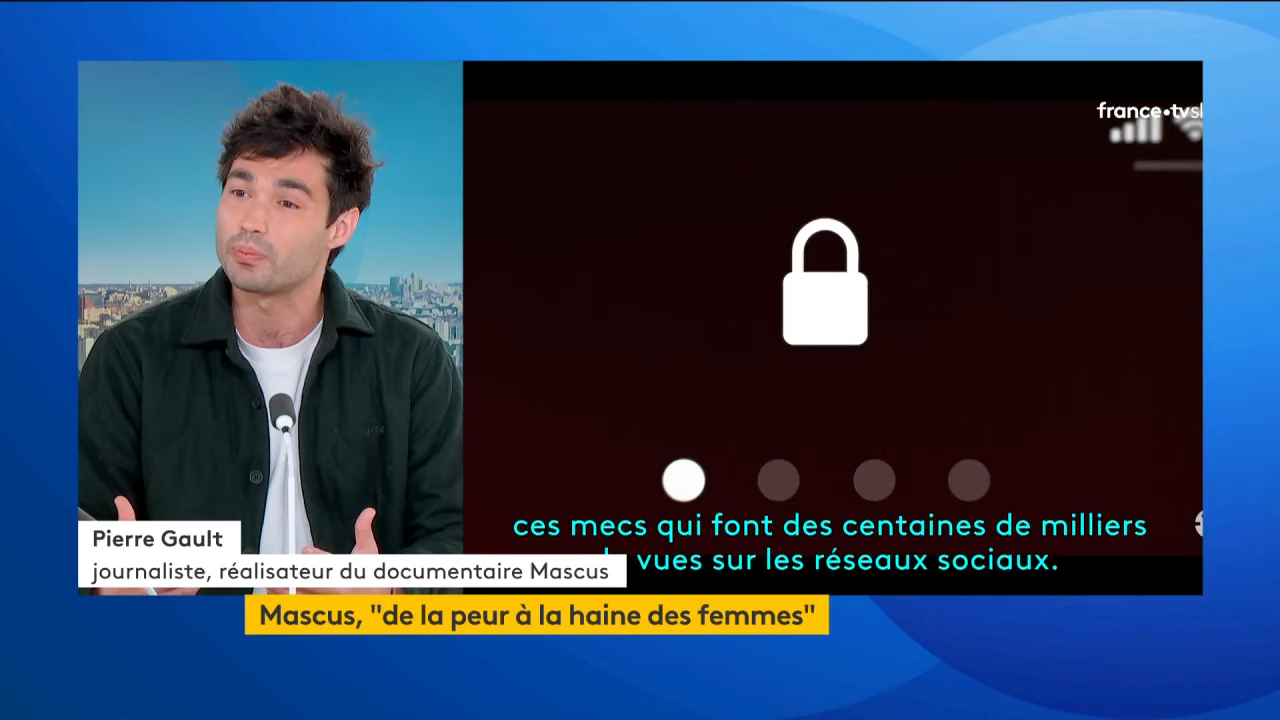 france•tvsl
ces mecs qui font des centaines de milliers
vues sur les réseaux sociaux.
Pierre Gault
journaliste, réalisateur du documentaire Mascus
Mascus, "de la peur à la haine des femmes"